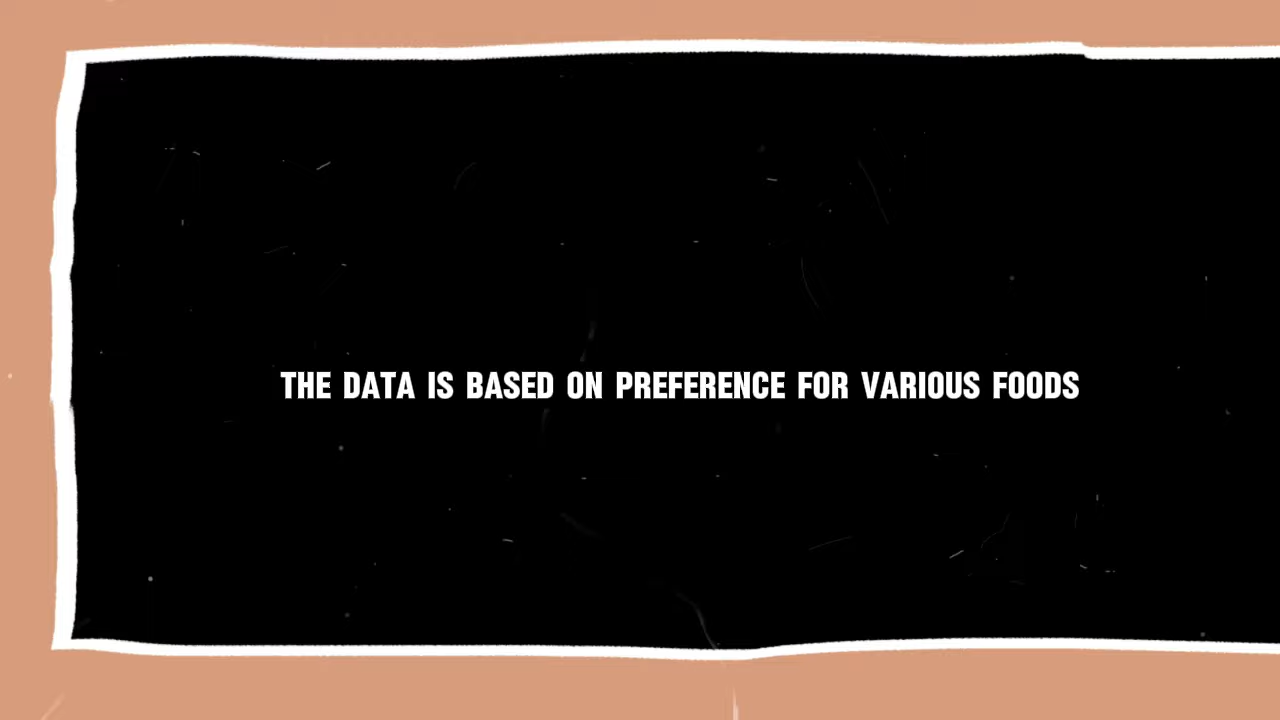 THE DATA IS BASED ON PREFERENCE FOR VARIOUS FOODS